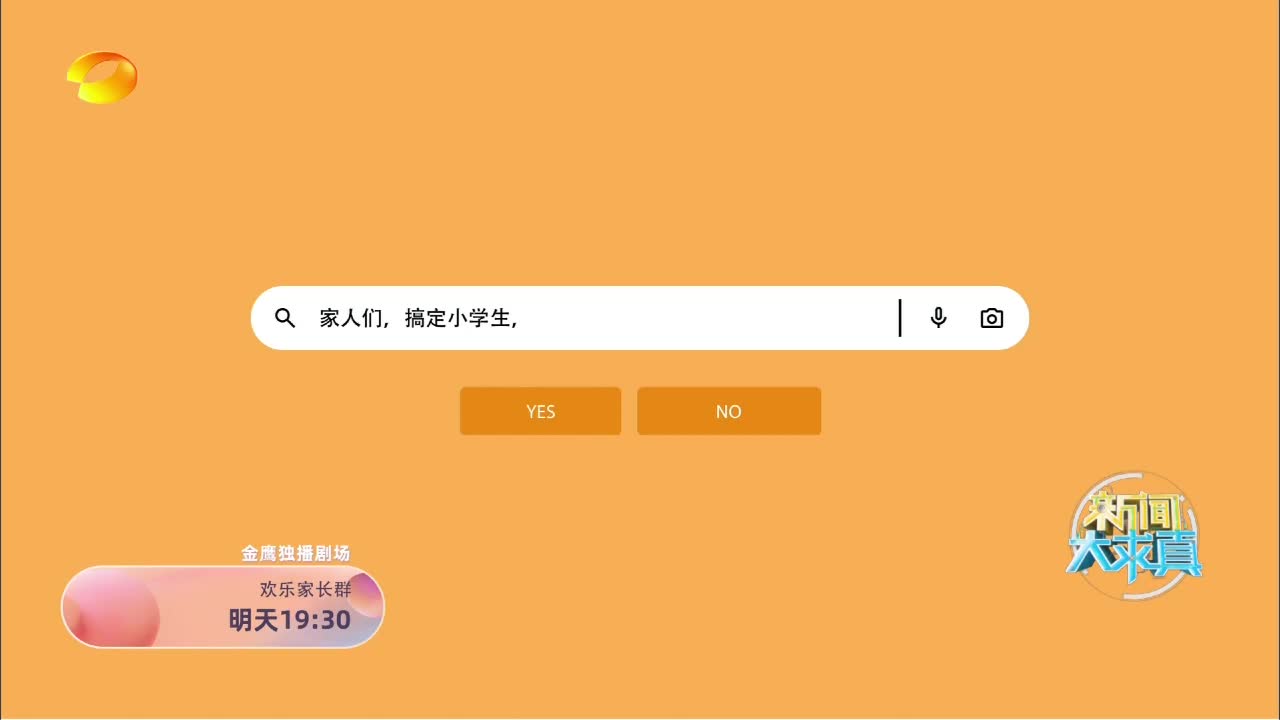 家人们，搞定小学生,
YES
NO
新闻
大求真
金鹰独播剧场
欢乐家长群
明天19:30